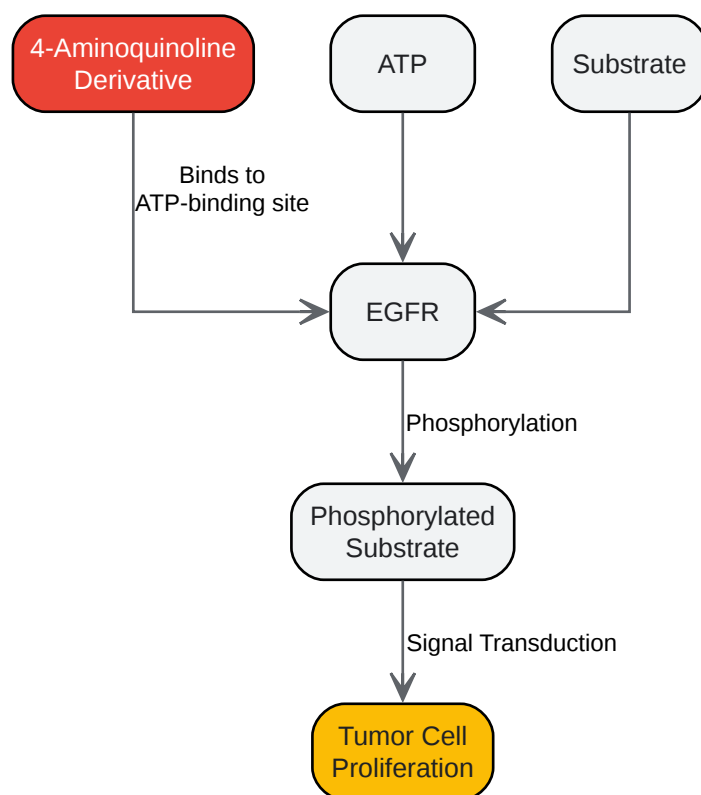 4-Aminoquinoline
Derivative
ATP
Substrate
Binds to
ATP-binding site
EGFR
Phosphorylation
Phosphorylated
Substrate
Signal Transduction
Tumor Cell
Proliferation